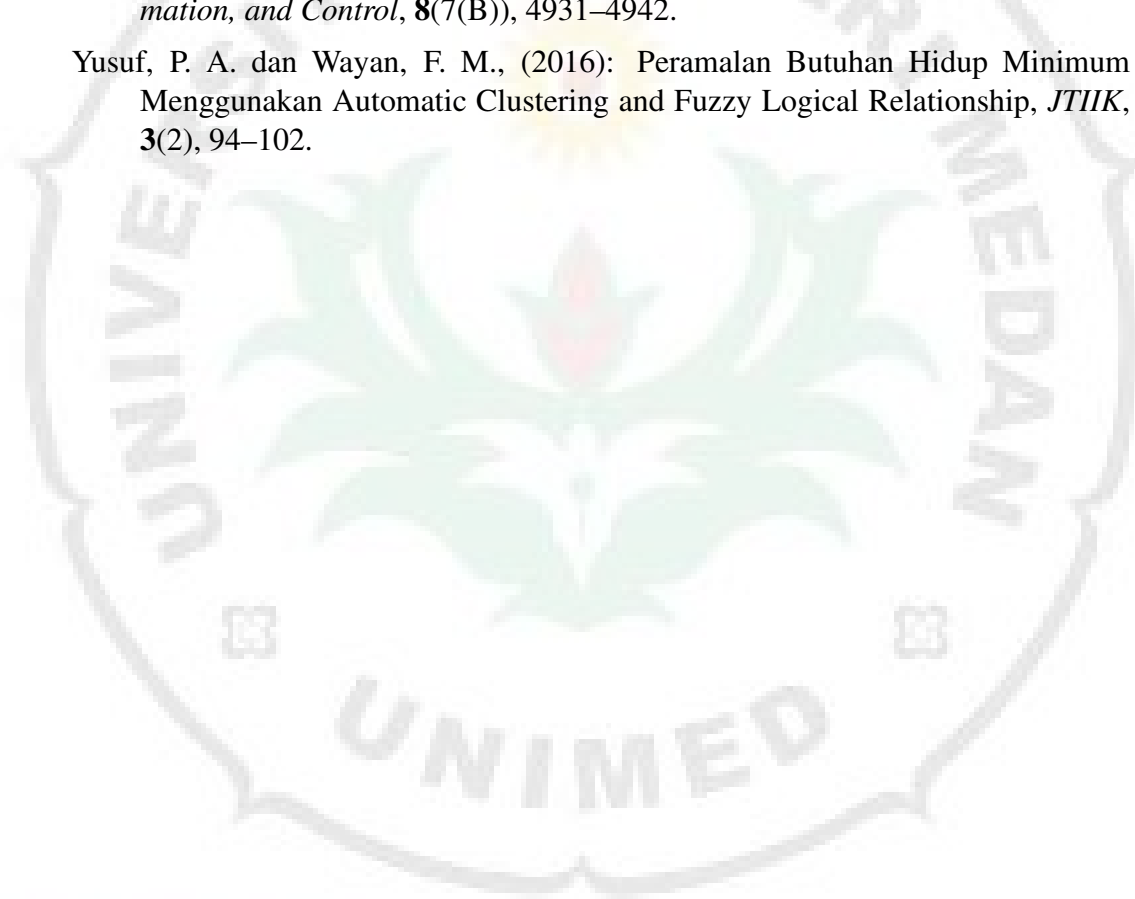 mation, and Control, 8(7(B)), 4931–4942.
Yusuf, P. A. dan Wayan, F. M., (2016): Peramalan Butuhan Hidup Minimum
Menggunakan Automatic Clustering and Fuzzy Logical Relationship, JTIIK,
3(2), 94–102.
MEDAN
UNIMED